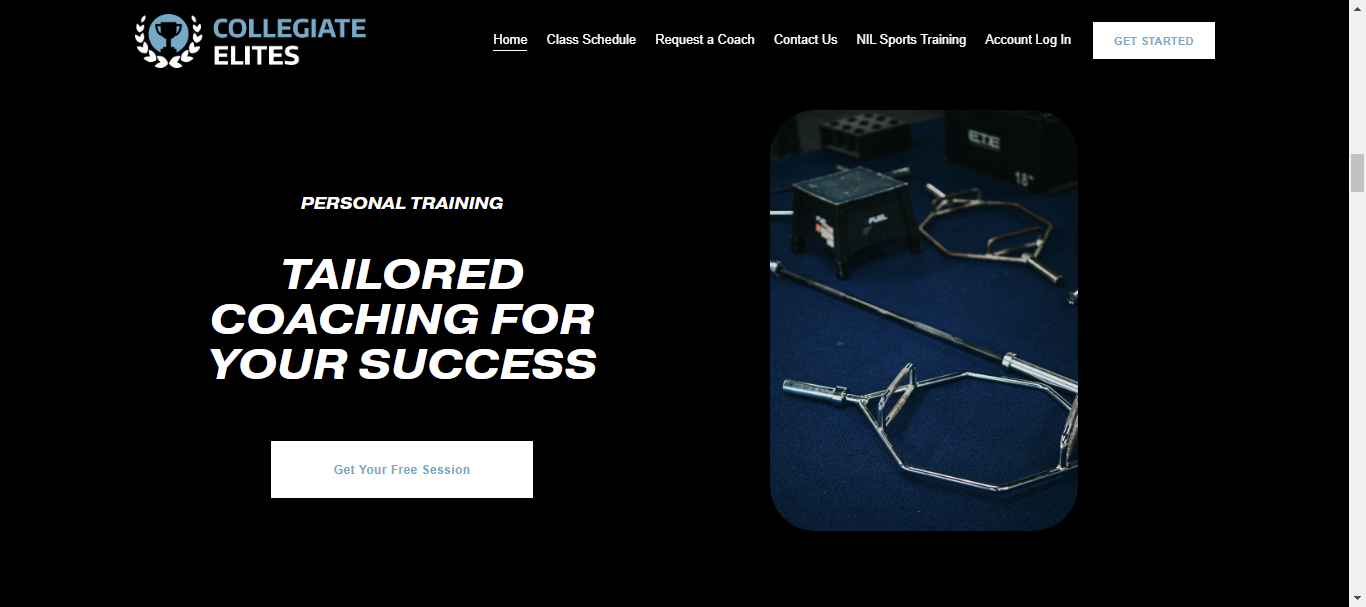 COLLEGIATE
ELITES
Home Class Schedule Request a Coach Contact Us NIL Sports Training Account Log In GET STARTED
PERSONAL TRAINING
TAILORED
COACHING FOR
YOUR SUCCESS
Get Your Free Session
ETE
18"
FUEL
FUEL